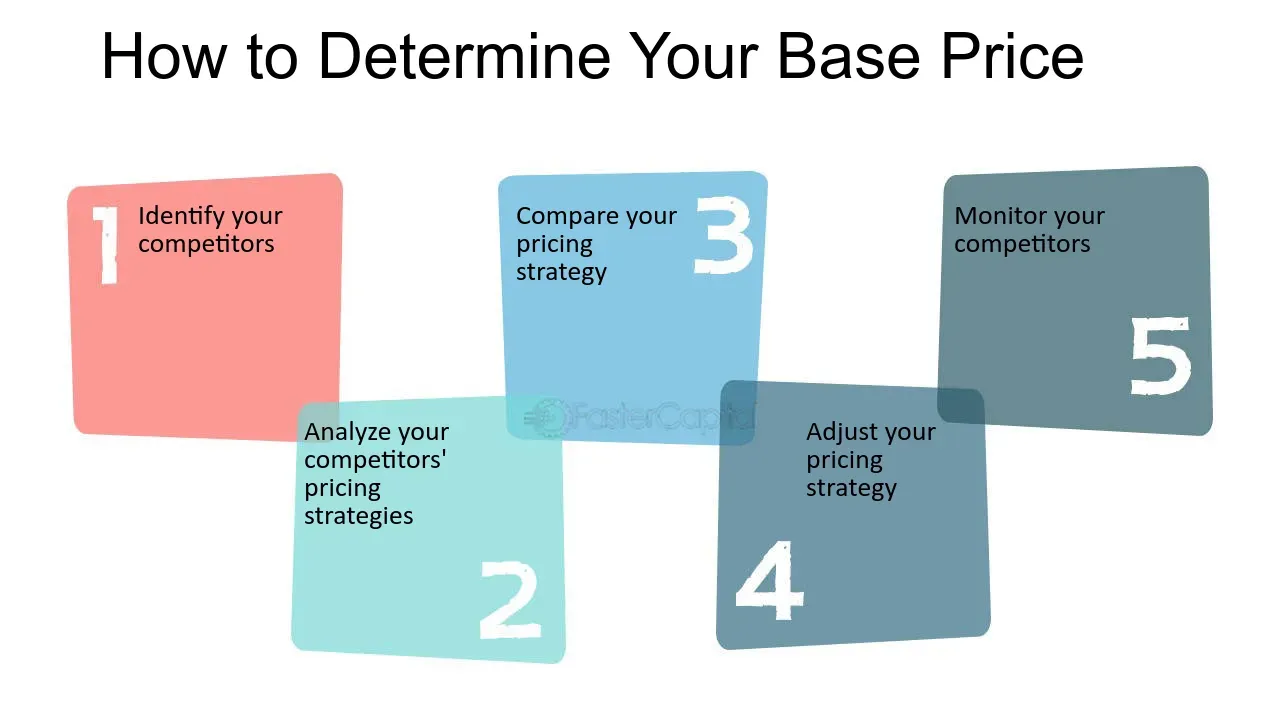 How to Determine Your Base Price
1
Identify your
competitors
Analyze your
competitors'
pricing
strategies
2
Compare your
pricing
strategy
3
FasterCapital
Adjust your
pricing
strategy
4
Monitor your
competitors
5